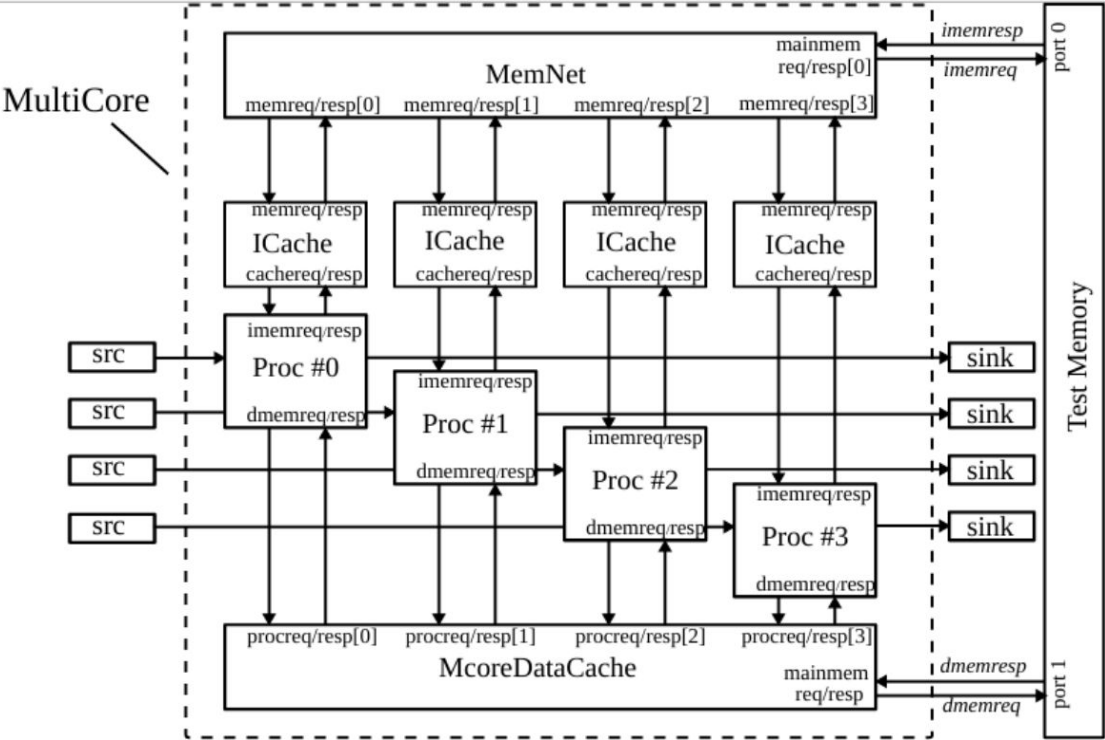 imemresp
mainmem
req/resp[0]
imemreq
port 0
MemNet
MultiCore
memreq/resp[0] memreq/resp[1] memreq/resp[2] memreq/resp[3]
memreq/resp memreq/resp memreq/resp memreq/resp
ICache ICache ICache ICache
cachereq/resp cachereq/resp cachereq/resp cachereq/resp
Test Memory
imemreq/resp
src Proc #0 sink
imemreq/resp
src dmemreq/resp Proc #1 sink
imemreq/resp
src dmemreq/resp Proc #2 sink
imemreq/resp
src dmemreq/resp Proc #3 sink
dmemreq/resp
procreq/resp[0] procreq/resp[1] procreq/resp[2] procreq/resp[3]
McoreDataCache
mainmem
req/resp
dmemresp
dmemreq
port 1